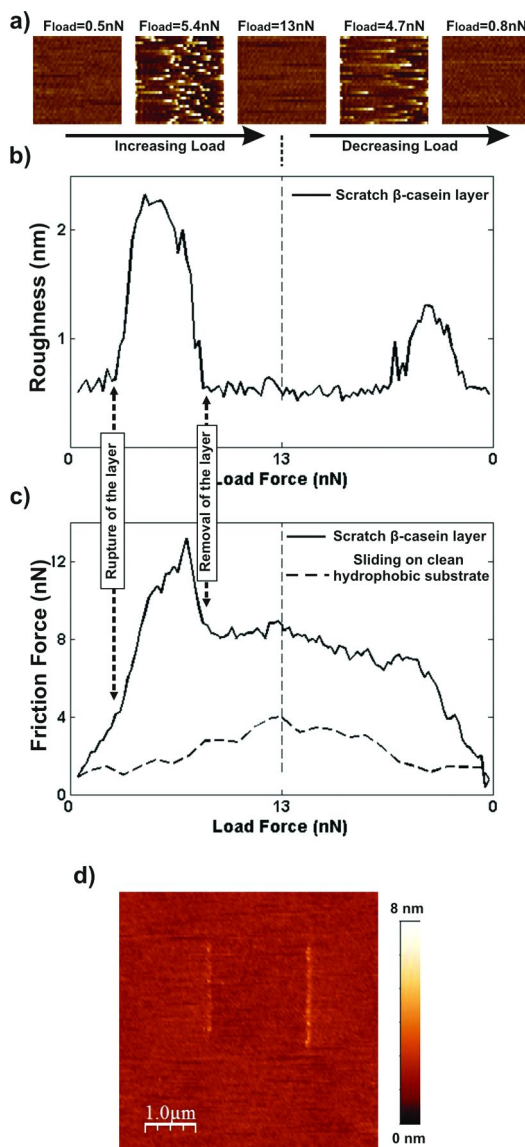 a)
Fload=0.5nN Fload=5.4nN Fload=13nN Fload=4.7nN Fload=0.8nN
Increasing Load
Decreasing Load
b)
Scratch β-casein layer
Roughness (nm)
2
1
0
13
0
Load Force (nN)
Rupture of the layer
Removal of the layer
c)
Scratch β-casein layer
Sliding on clean
hydrophobic substrate
Friction Force (nN)
12
8
4
0
0
13
0
Load Force (nN)
d)
8 nm
1.0µm
0 nm